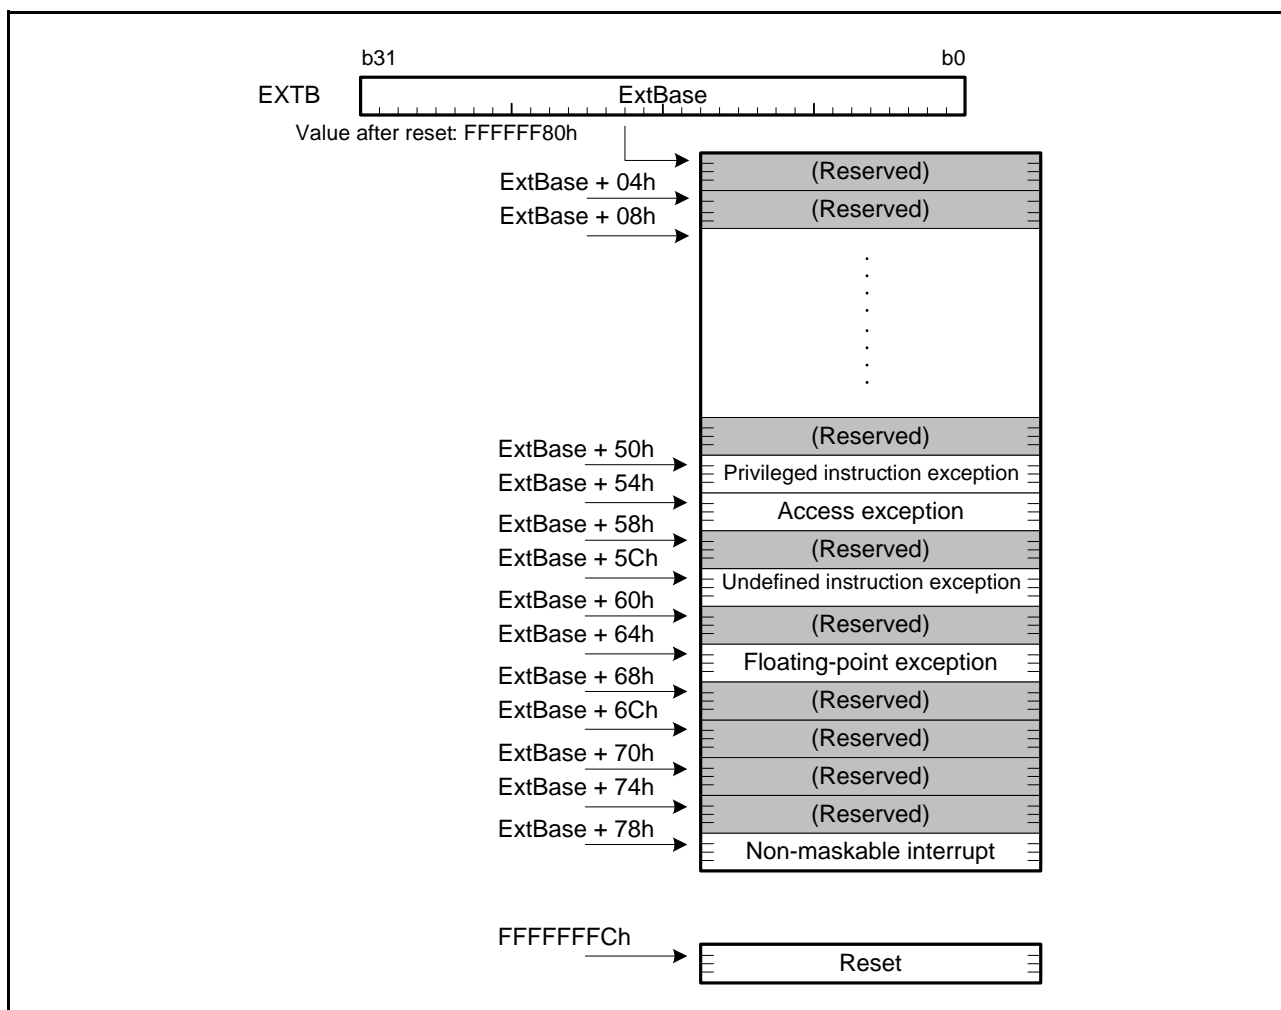 b31 b0
EXTB ExtBase
Value after reset: FFFFFF80h
(Reserved)
ExtBase + 04h
(Reserved)
ExtBase + 08h
(Reserved)
ExtBase + 50h
Privileged instruction exception
ExtBase + 54h
Access exception
ExtBase + 58h
(Reserved)
ExtBase + 5Ch
Undefined instruction exception
ExtBase + 60h
(Reserved)
ExtBase + 64h
Floating-point exception
ExtBase + 68h
(Reserved)
ExtBase + 6Ch
(Reserved)
ExtBase + 70h
(Reserved)
ExtBase + 74h
(Reserved)
ExtBase + 78h
Non-maskable interrupt
FFFFFFFCh
Reset